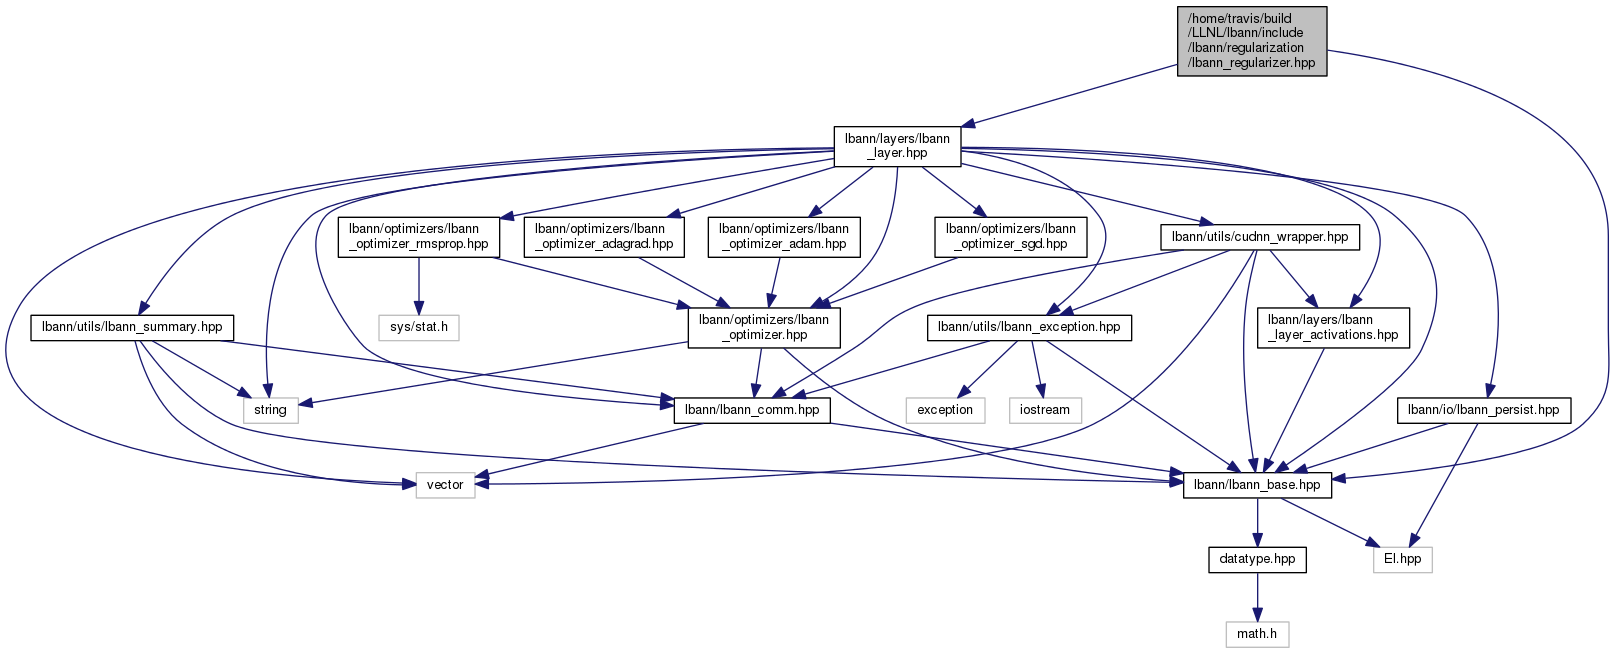 /home/travis/build
/LLNL/lbann/include
/lbann/regularization
/lbann_regularizer.hpp
lbann/layers/lbann
_layer.hpp
lbann/optimizers/lbann
_optimizer_rmsprop.hpp
lbann/optimizers/lbann
_optimizer_adagrad.hpp
lbann/optimizers/lbann
_optimizer_adam.hpp
lbann/optimizers/lbann
_optimizer_sgd.hpp
lbann/utils/cudnn_wrapper.hpp
lbann/utils/lbann_summary.hpp
sys/stat.h
lbann/optimizers/lbann
_optimizer.hpp
lbann/utils/lbann_exception.hpp
lbann/layers/lbann
_layer_activations.hpp
string
lbann/lbann_comm.hpp
exception
iostream
lbann/io/lbann_persist.hpp
vector
lbann/lbann_base.hpp
datatype.hpp
El.hpp
math.h